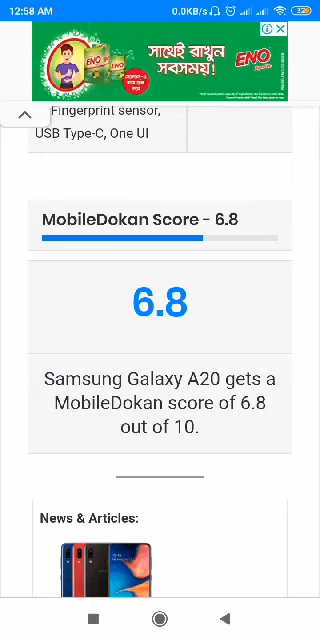 12:58 AM
0.0KB/s
সাথেই রাখুন
সবসময়!
ENO
Fingerprint sensor,
USB Type-C, One UI
MobileDokan Score - 6.8
6.8
Samsung Galaxy A20 gets a
MobileDokan score of 6.8
out of 10.
News & Articles: